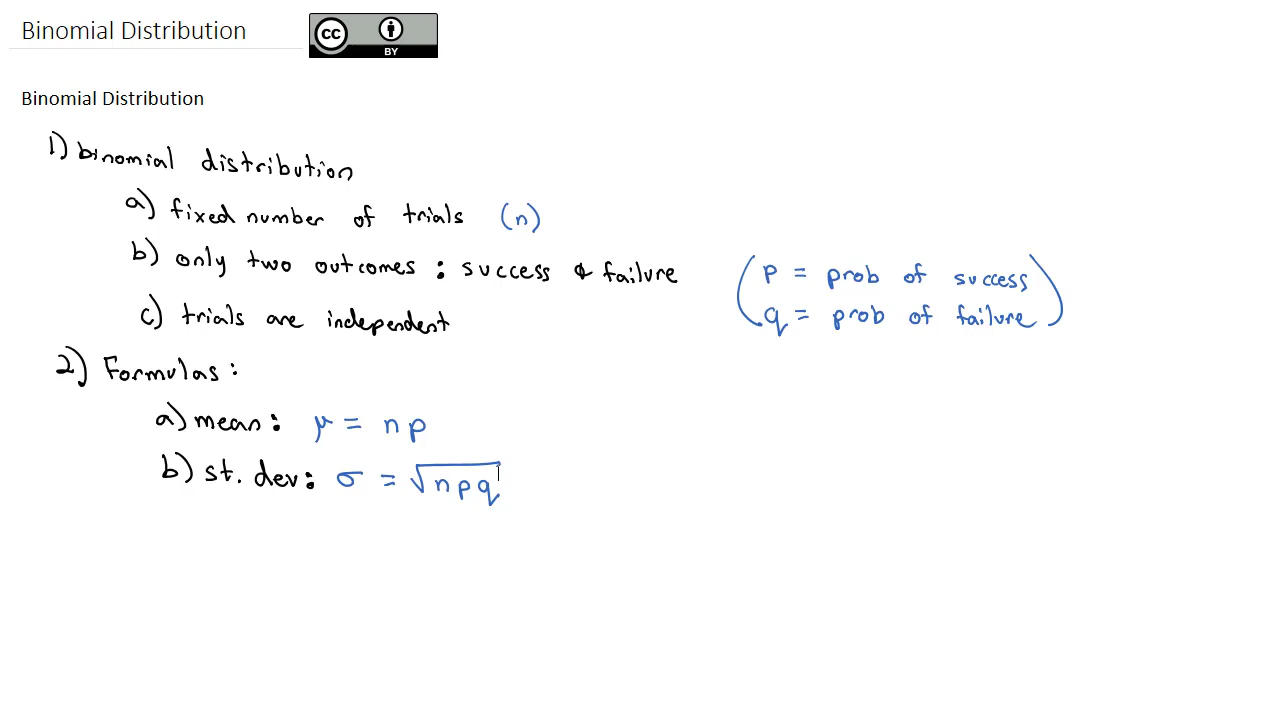 Binomial Distribution
cc BY
Binomial Distribution
1) binomial distribution
a) fixed number of trials (n)
b) only two outcomes: success & failure
(p = prob of success
q = prob of failure)
c) trials are independent
2) Formulas:
a) mean: μ = np
b) st. dev: σ = √npq